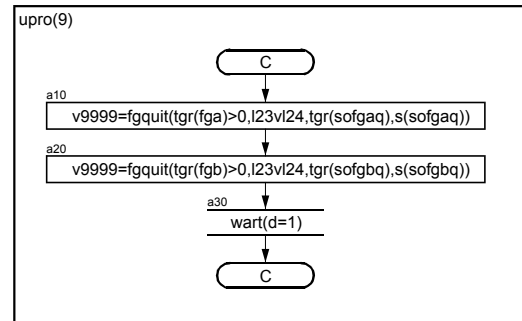 upro(9)
C
a10
v9999=fgquit(tgr(fga)>0,l23vl24,tgr(sofgaq),s(sofgaq))
a20
v9999=fgquit(tgr(fgb)>0,l23vl24,tgr(sofgbq),s(sofgbq))
a30
wart(d=1)
C